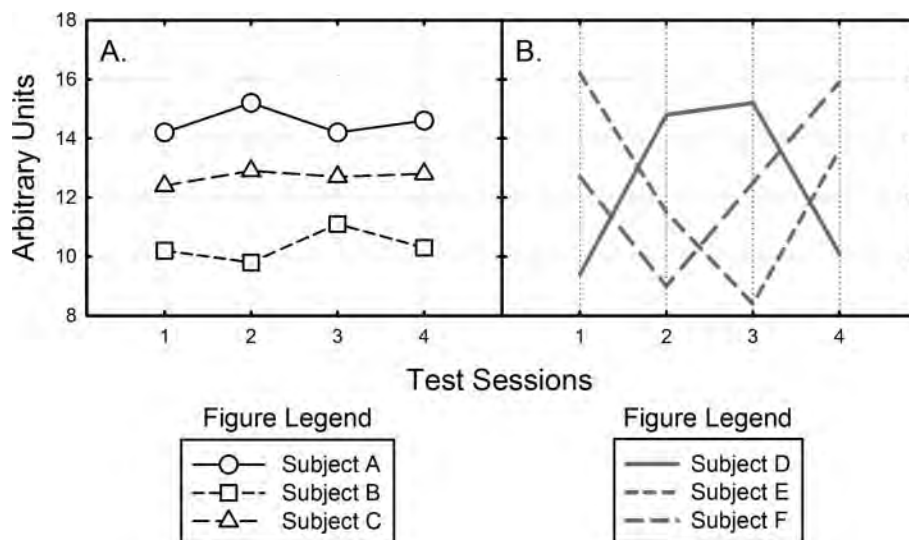 18
16
14
12
10
8
Arbitrary Units
A.
B.
1 2 3 4
1 2 3 4
Test Sessions
Figure Legend
Subject A
Subject B
Subject C
Figure Legend
Subject D
Subject E
Subject F